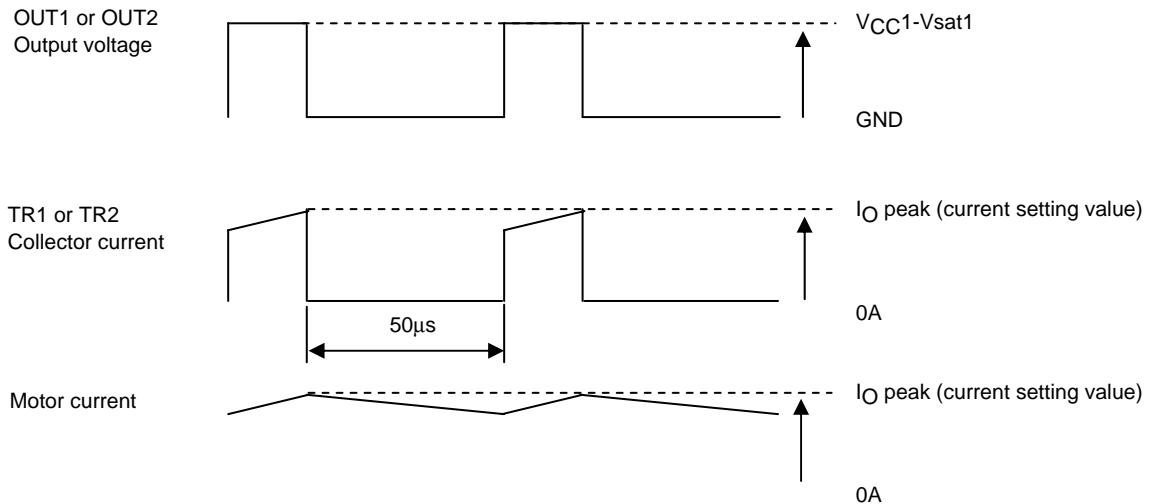 OUT1 or OUT2
Output voltage
VCC1-Vsat1
GND
TR1 or TR2
Collector current
IO peak (current setting value)
0A
50μs
Motor current
IO peak (current setting value)
0A